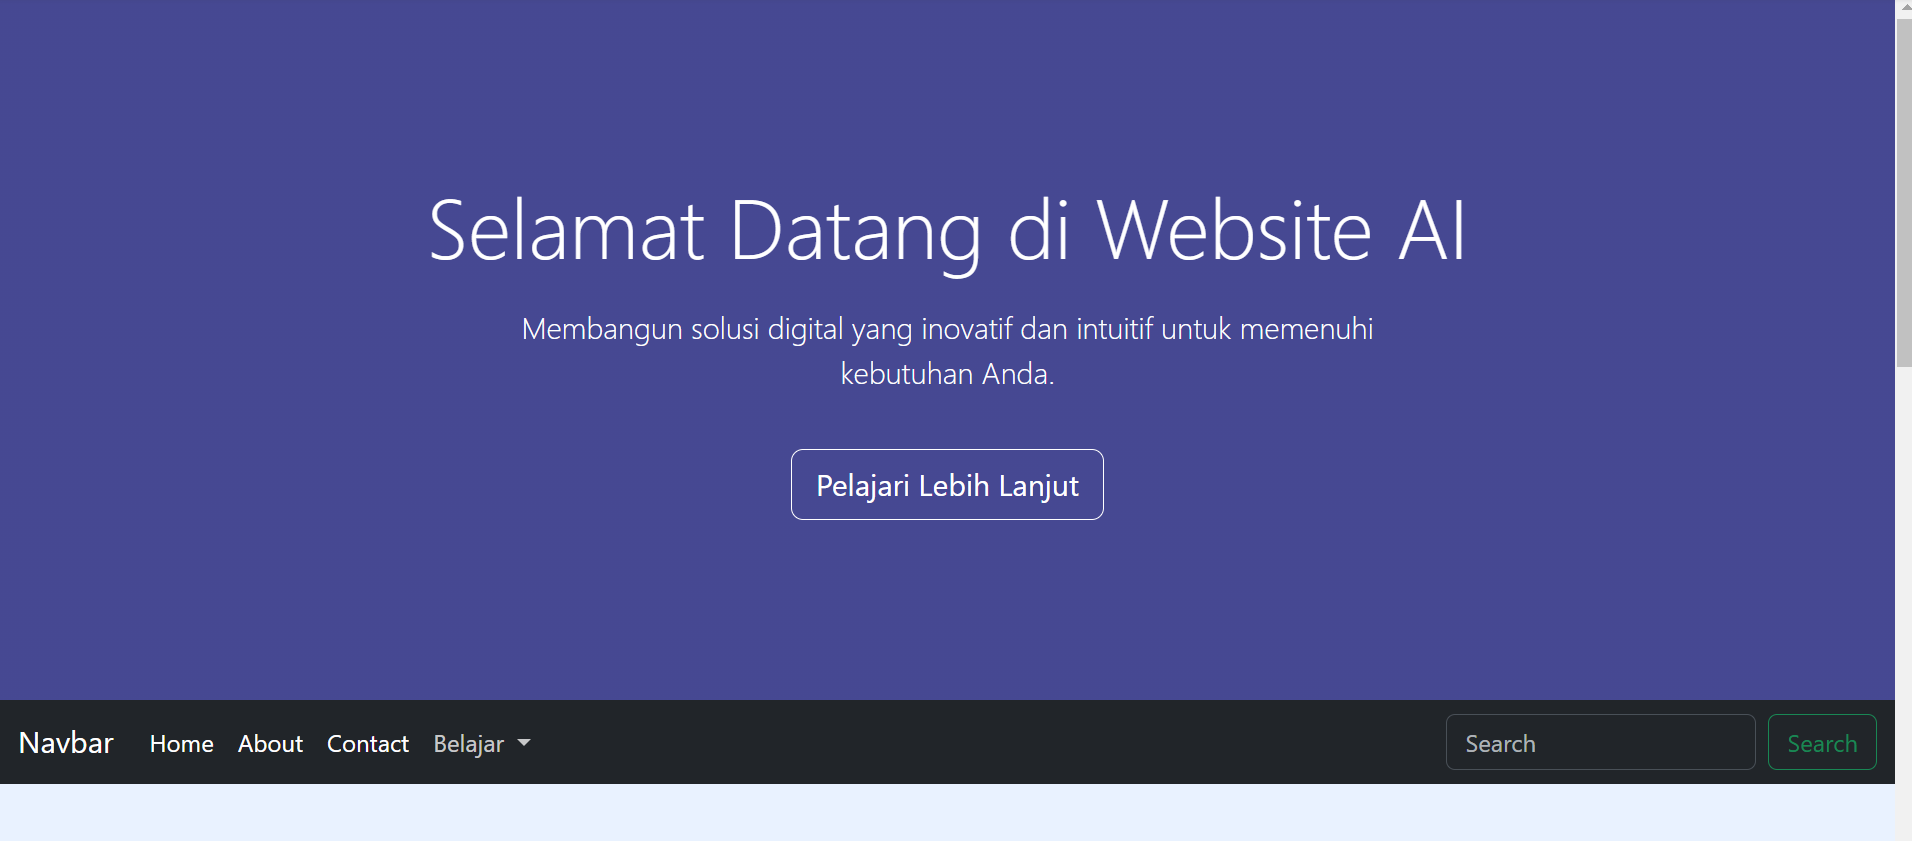 Selamat Datang di Website AI
Membangun solusi digital yang inovatif dan intuitif untuk memenuhi
kebutuhan Anda.
Pelajari Lebih Lanjut
Navbar Home About Contact Belajar Search Search